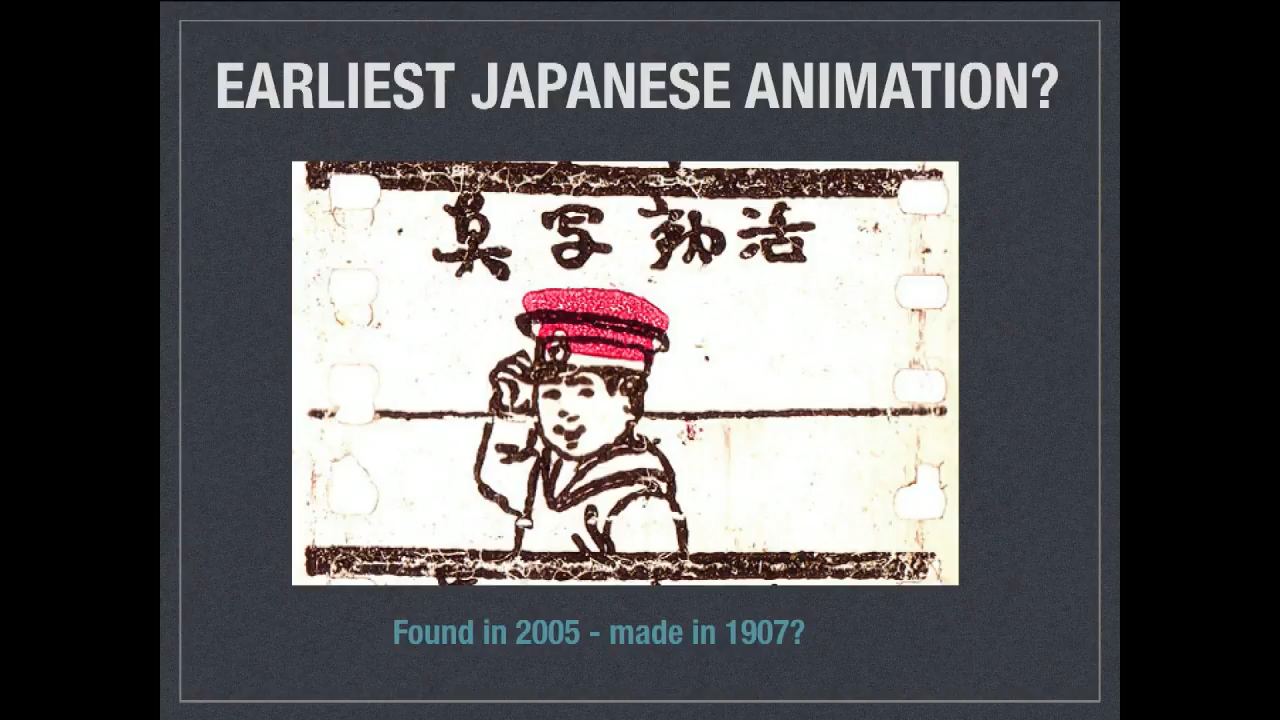 EARLIEST JAPANESE ANIMATION?
活動写真
Found in 2005 - made in 1907?